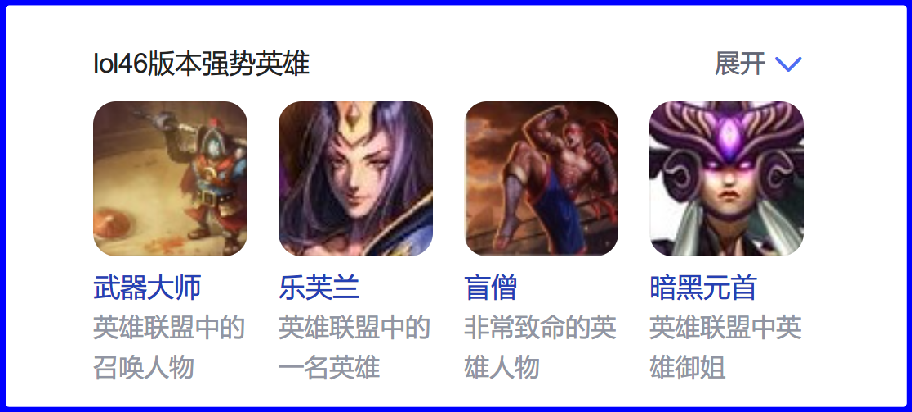 lol46版本强势英雄 展开
武器大师 乐芙兰 盲僧 暗黑元首
英雄联盟中的 英雄联盟中的 非常致命的英 英雄联盟中英
召唤人物 一名英雄 雄人物 雄御姐